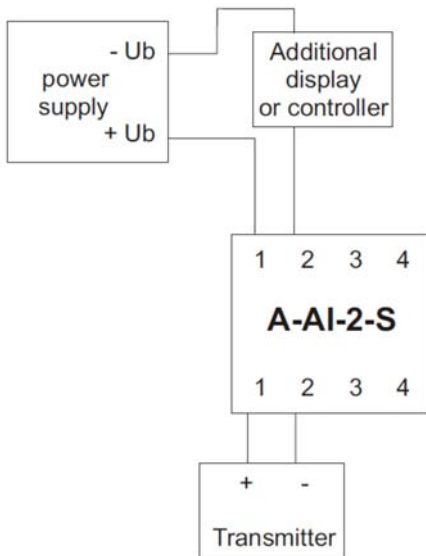 - Ub
power
supply
+ Ub
Additional
display
or controller
1 2 3 4
A-AI-2-S
1 2 3 4
+ -
Transmitter